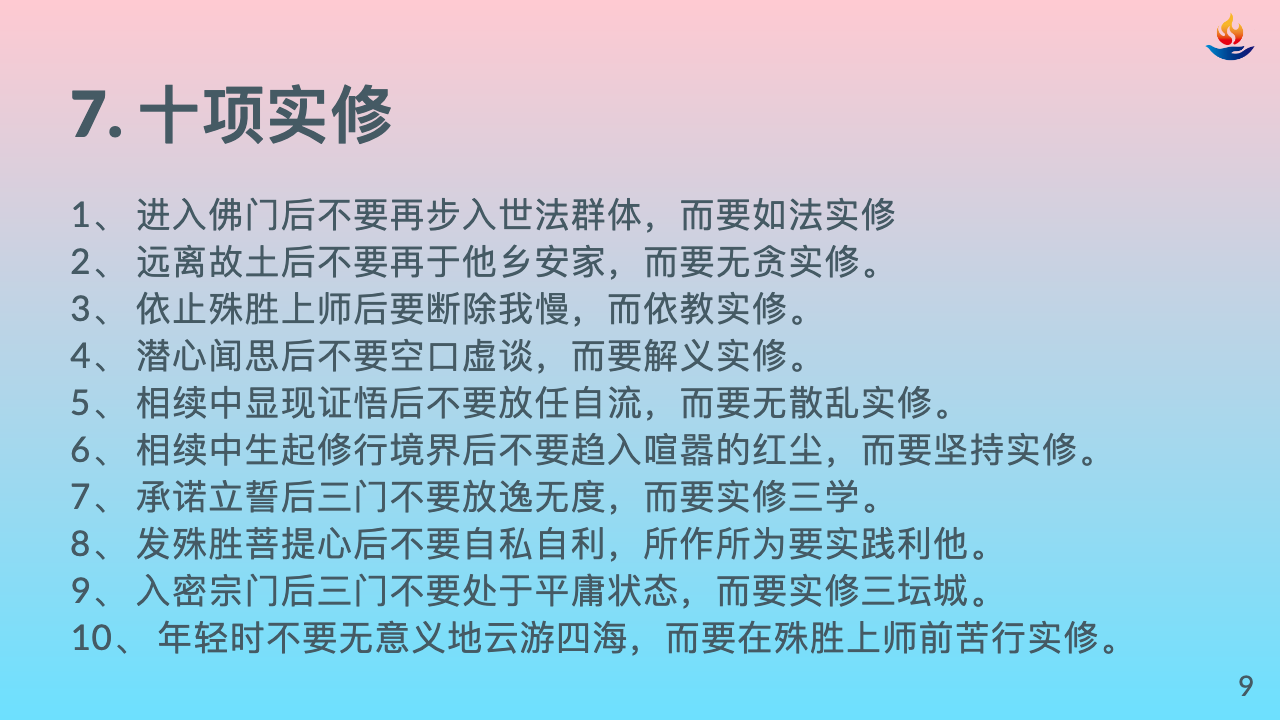 7. 十项实修
1、 进入佛门后不要再步入世法群体，而要如法实修
2、 远离故土后不要再于他乡安家，而要无贪实修。
3、 依止殊胜上师后要断除我慢，而依教实修。
4、 潜心闻思后不要空口虚谈，而要解义实修。
5、 相续中显现证悟后不要放任自流，而要无散乱实修。
6、 相续中生起修行境界后不要趋入喧嚣的红尘，而要坚持实修。
7、 承诺立誓后三门不要放逸无度，而要实修三学。
8、 发殊胜菩提心后不要自私自利，所作所为要实践利他。
9、 入密宗门后三门不要处于平庸状态，而要实修三坛城。
10、 年轻时不要无意义地云游四海，而要在殊胜上师前苦行实修。
9